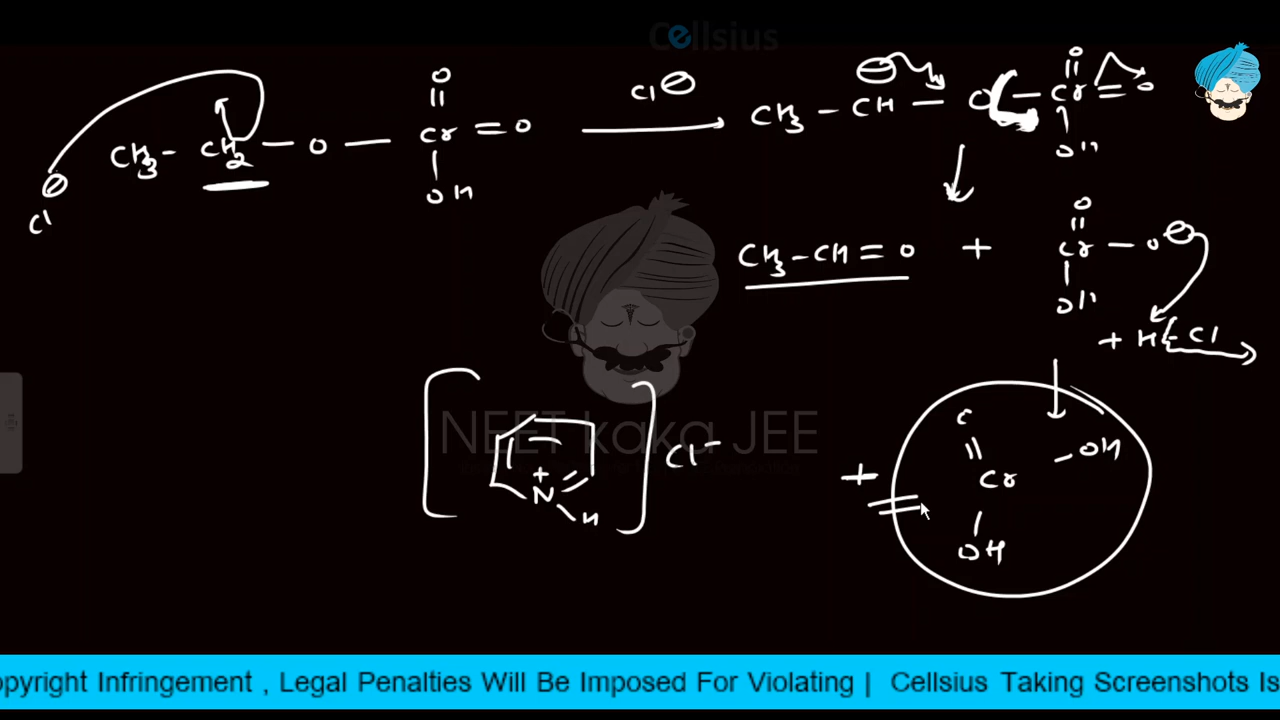 Cellsius
O
CH3 - CH2 - O - Cr = O
OH
Cl ⊖
Cl⊖
O
CH3 - CH - O - Cr = O
⊖
OH
O
CH3 - CH = O + Cr - O⊖
OH
+ H - Cl
NEET kaka JEE
[ N+ H ] Cl-
+
Cr - OH
OH
opyright Infringement , Legal Penalties Will Be Imposed For Violating | Cellsius Taking Screenshots Is